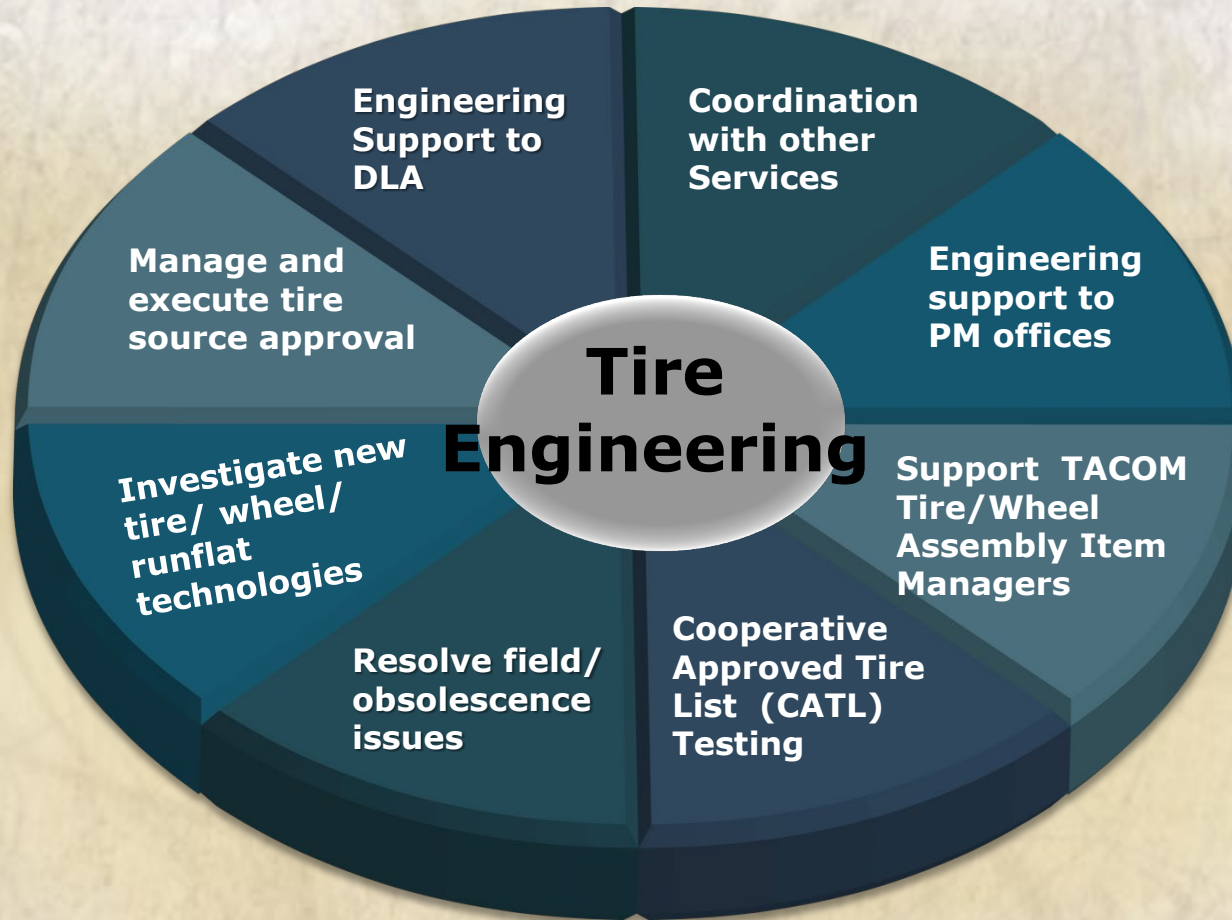 Engineering
Support to
DLA
Coordination
with other
Services
Manage and
execute tire
source approval
Engineering
support to
PM offices
Tire
Engineering
Investigate new
tire/ wheel/
runflat
technologies
Support  TACOM
Tire/Wheel
Assembly Item
Managers
Resolve field/
obsolescence
issues
Cooperative
Approved Tire
List  (CATL)
Testing